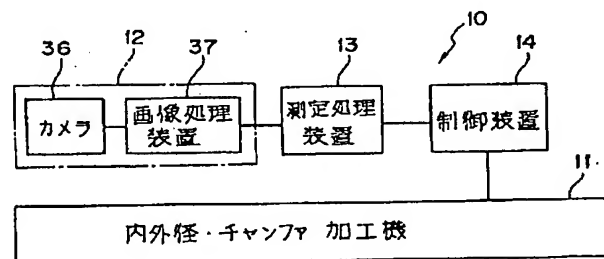 36
12
37
13
10
14
カメラ
画像処理
装置
測定処理
装置
制御装置
11
内外径・チャンファ 加工機